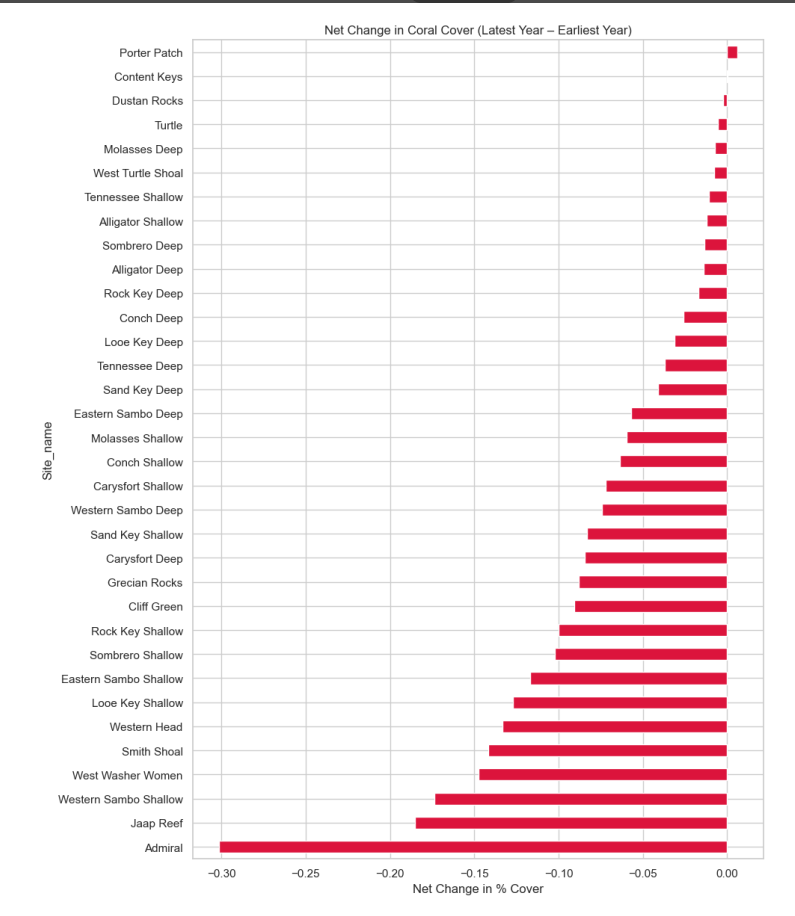 Net Change in Coral Cover (Latest Year – Earliest Year)
Porter Patch
Content Keys
Dustan Rocks
Turtle
Molasses Deep
West Turtle Shoal
Tennessee Shallow
Alligator Shallow
Sombrero Deep
Alligator Deep
Rock Key Deep
Conch Deep
Looe Key Deep
Tennessee Deep
Sand Key Deep
Eastern Sambo Deep
Molasses Shallow
Conch Shallow
Carysfort Shallow
Western Sambo Deep
Sand Key Shallow
Carysfort Deep
Grecian Rocks
Cliff Green
Rock Key Shallow
Sombrero Shallow
Eastern Sambo Shallow
Looe Key Shallow
Western Head
Smith Shoal
West Washer Women
Western Sambo Shallow
Jaap Reef
Admiral
Site_name
−0.30 −0.25 −0.20 −0.15 −0.10 −0.05 0.00
Net Change in % Cover